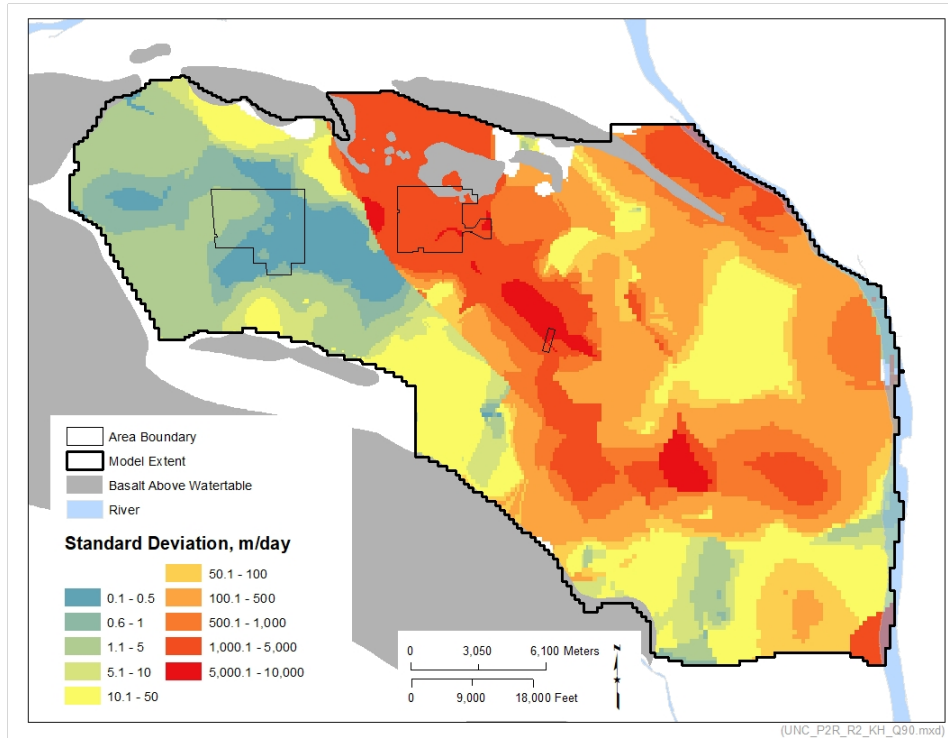 Area Boundary
Model Extent
Basalt Above Watertable
River
Standard Deviation, m/day
0.1 - 0.5
0.6 - 1
1.1 - 5
5.1 - 10
10.1 - 50
50.1 - 100
100.1 - 500
500.1 - 1,000
1,000.1 - 5,000
5,000.1 - 10,000
0 3,050 6,100 Meters
0 9,000 18,000 Feet
N
(UNC_P2R_R2_KH_Q90.mxd)